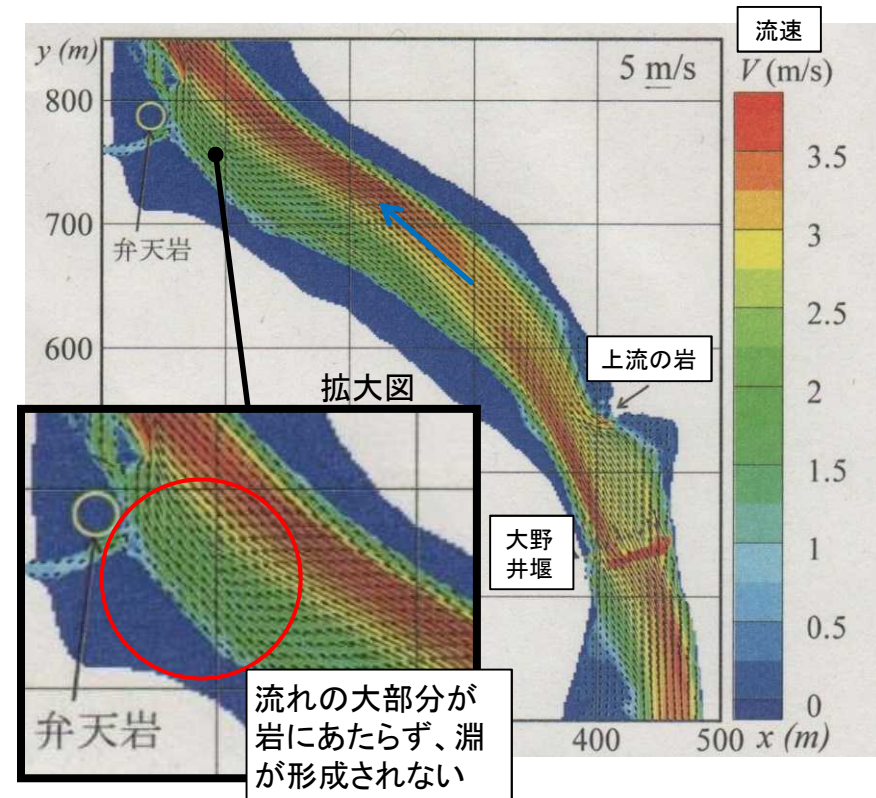 流速
y (m)
5 m/s
V (m/s)
800
3.5
700
弁天岩
3
2.5
600
上流の岩
拡大図
2
1.5
大野
井堰
1
0.5
弁天岩
流れの大部分が
岩にあたらず、淵
が形成されない
0
400
500
x (m)